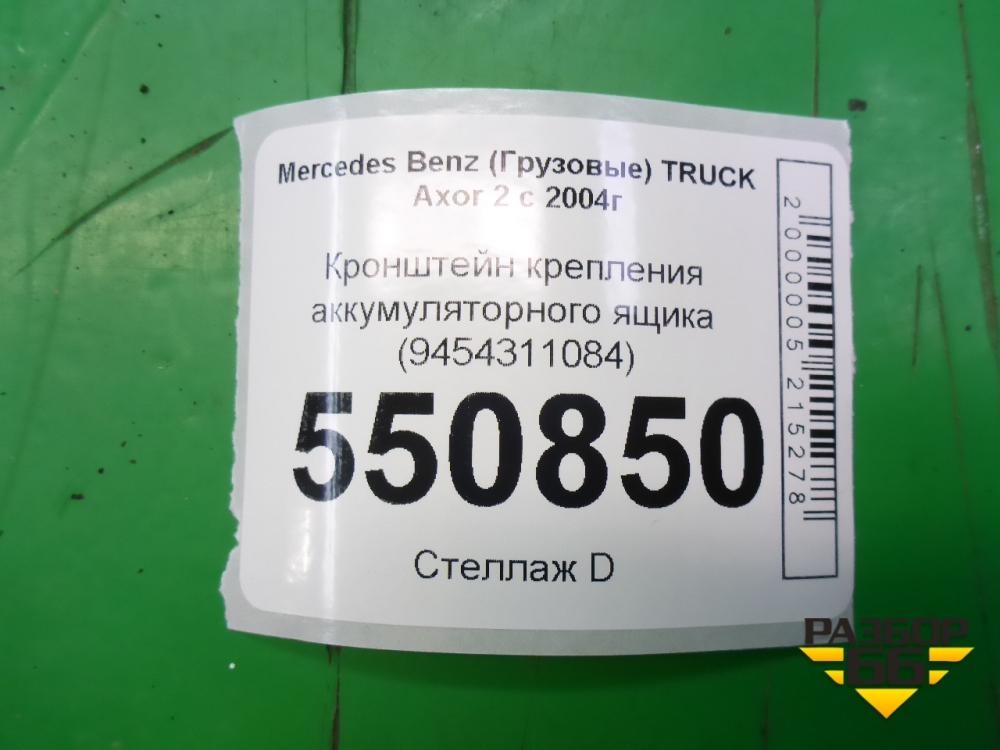 Mercedes Benz (Грузовые) TRUCK
Axor 2 с 2004г
Кронштейн крепления
аккумуляторного ящика
(9454311084)
550850
Стеллаж D
2000005215278
РАЗБОР
66